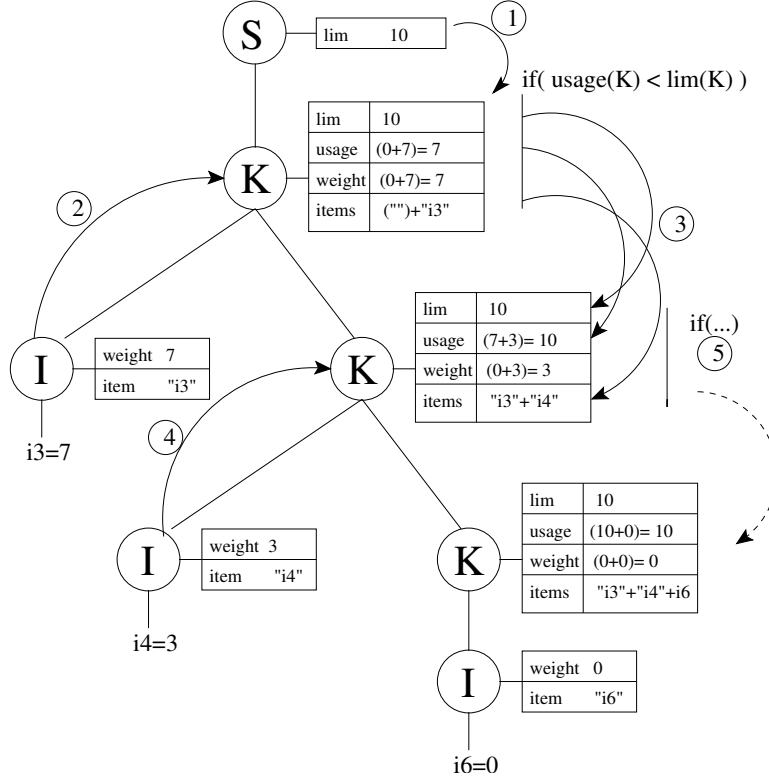 1
S
lim 10
if( usage(K) < lim(K) )
K
lim 10
usage (0+7)= 7
weight (0+7)= 7
items ("")+"i3"
2
3
I
weight 7
item "i3"
i3=7
K
lim 10
usage (7+3)= 10
weight (0+3)= 3
items "i3"+"i4"
if(...)
5
4
I
weight 3
item "i4"
i4=3
K
lim 10
usage (10+0)= 10
weight (0+0)= 0
items "i3"+"i4"+i6
I
weight 0
item "i6"
i6=0